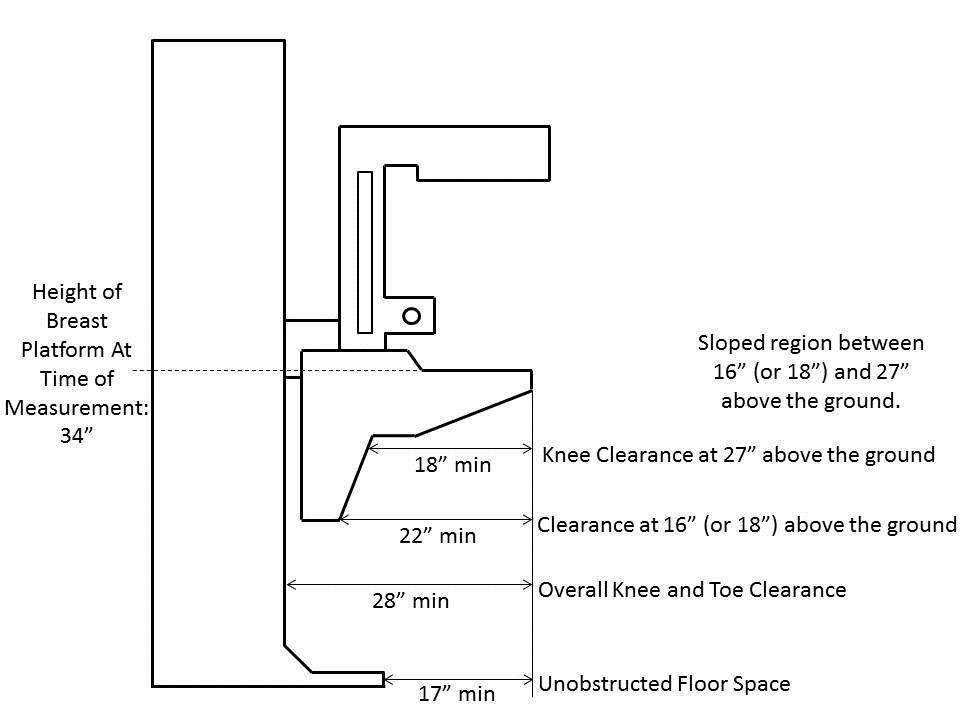 Height of
Breast
Platform At
Time of
Measurement:
34”
Sloped region between
16” (or 18”) and 27”
above the ground.
18” min
Knee Clearance at 27” above the ground
22” min
Clearance at 16” (or 18”) above the ground
28” min
Overall Knee and Toe Clearance
17” min
Unobstructed Floor Space